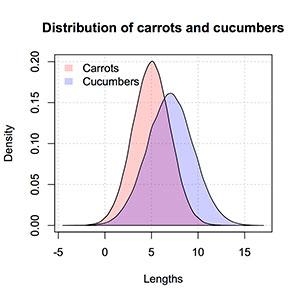 Distribution of carrots and cucumbers
Carrots
Cucumbers
Density
0.20
0.15
0.10
0.05
0.00
-5 0 5 10 15
Lengths